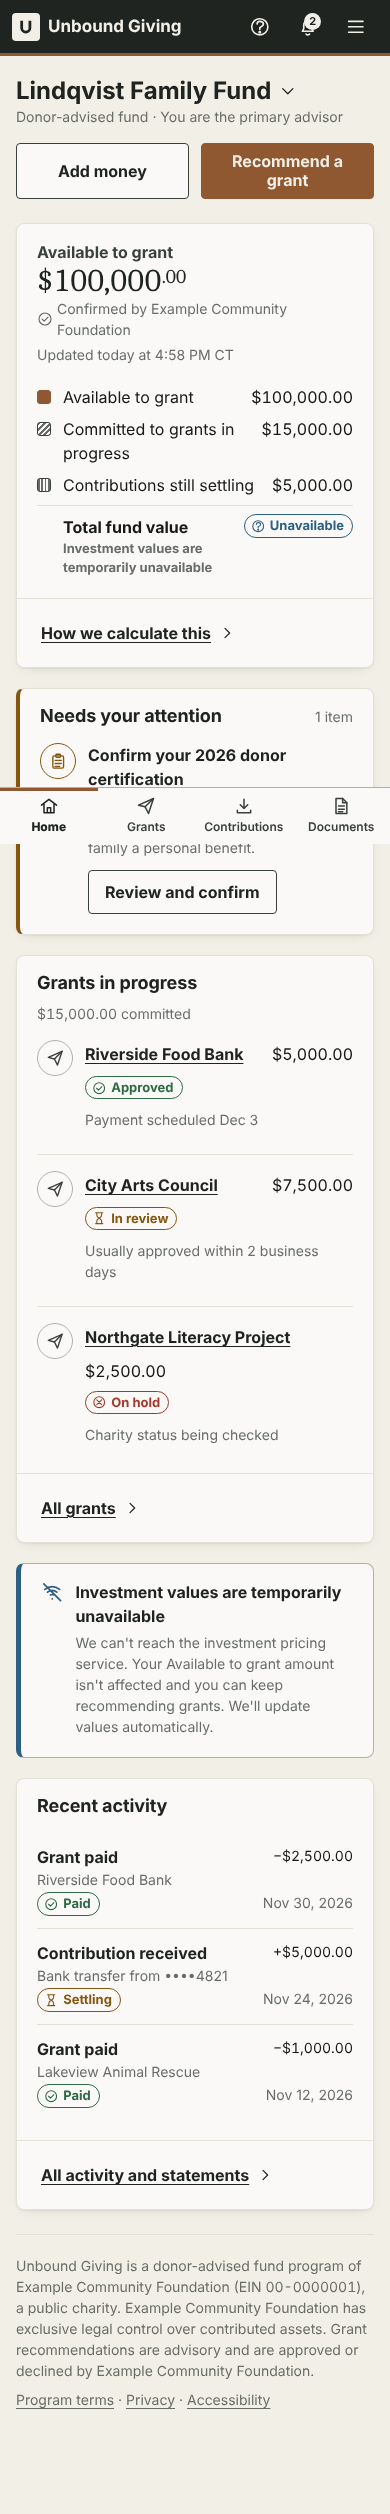 U Unbound Giving 2
Lindqvist Family Fund
Donor-advised fund · You are the primary advisor
Add money
Recommend a
grant
Available to grant
$100,000.00
Confirmed by Example Community
Foundation
Updated today at 4:58 PM CT
Available to grant $100,000.00
Committed to grants in $15,000.00
progress
Contributions still settling $5,000.00
Total fund value Unavailable
Investment values are
temporarily unavailable
How we calculate this
Needs your attention 1 item
Confirm your 2026 donor
certification
Home Grants Contributions Documents
family a personal benefit.
Review and confirm
Grants in progress
$15,000.00 committed
Riverside Food Bank $5,000.00
Approved
Payment scheduled Dec 3
City Arts Council $7,500.00
In review
Usually approved within 2 business
days
Northgate Literacy Project
$2,500.00
On hold
Charity status being checked
All grants
Investment values are temporarily
unavailable
We can't reach the investment pricing
service. Your Available to grant amount
isn't affected and you can keep
recommending grants. We'll update
values automatically.
Recent activity
Grant paid −$2,500.00
Riverside Food Bank
Paid Nov 30, 2026
Contribution received +$5,000.00
Bank transfer from ••••4821
Settling Nov 24, 2026
Grant paid −$1,000.00
Lakeview Animal Rescue
Paid Nov 12, 2026
All activity and statements
Unbound Giving is a donor-advised fund program of
Example Community Foundation (EIN 00-0000001),
a public charity. Example Community Foundation has
exclusive legal control over contributed assets. Grant
recommendations are advisory and are approved or
declined by Example Community Foundation.
Program terms · Privacy · Accessibility